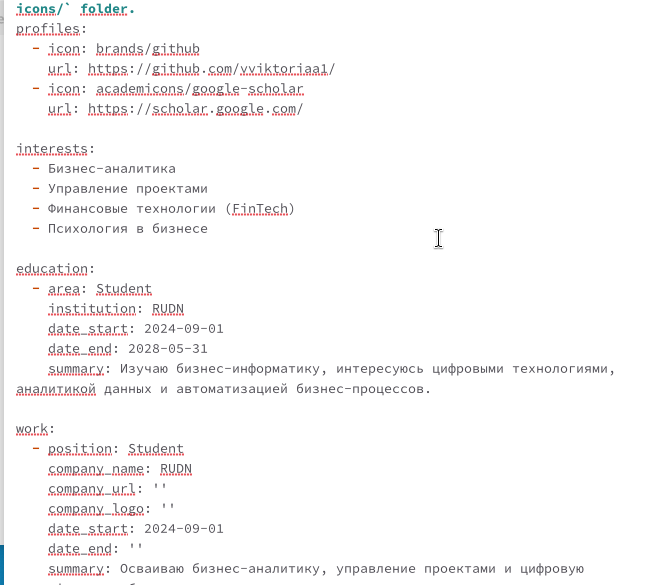 icons/` folder.
profiles:
  - icon: brands/github
    url: https://github.com/vviktoriaa1/
  - icon: academicons/google-scholar
    url: https://scholar.google.com/
interests:
  - Бизнес-аналитика
  - Управление проектами
  - Финансовые технологии (FinTech)
  - Психология в бизнесе
education:
  - area: Student
    institution: RUDN
    date_start: 2024-09-01
    date_end: 2028-05-31
    summary: Изучаю бизнес-информатику, интересуюсь цифровыми технологиями,
аналитикой данных и автоматизацией бизнес-процессов.
work:
  - position: Student
    company_name: RUDN
    company_url: ''
    company_logo: ''
    date_start: 2024-09-01
    date_end: ''
    summary: Осваиваю бизнес-аналитику, управление проектами и цифровую